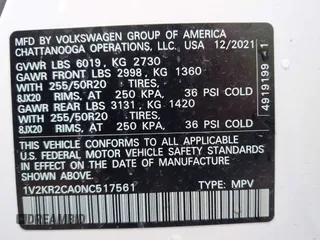 MFD BY VOLKSWAGEN GROUP OF AMERICA
CHATTANOOGA OPERATIONS, LLC. USA 12/2021
GVWR LBS 6019, KG 2730
GAWR FRONT LBS 2998, KG 1360
WITH 255/50R20 TIRES,
8JX20 RIMS, AT 250 KPA, 36 PSI COLD
GAWR REAR LBS 3131, KG 1420
WITH 255/50R20 TIRES,
8JX20 RIMS, AT 250 KPA, 36 PSI COLD
THIS VEHICLE CONFORMS TO ALL APPLICABLE
U.S. FEDERAL MOTOR VEHICLE SAFETY STANDARDS
IN EFFECT ON THE DATE OF MANUFACTURE
SHOWN ABOVE.
1V2KR2CA0NC517561 TYPE: MPV
49119199 1
IDREAMBID